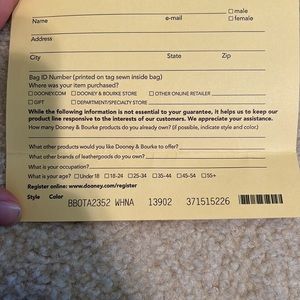 ☐ male
Name e-mail ☐ female
Address
City State Zip
Bag ID Number (printed on tag sewn inside bag)
Where was your item purchased?
☐ DOONEY.COM ☐ DOONEY & BOURKE STORE ☐ OTHER ONLINE RETAILER
☐ GIFT ☐ DEPARTMENT/SPECIALTY STORE
While the following information is not essential to your guarantee, it helps us to keep our
product line responsive to the interests of our customers. We appreciate your assistance.
How many Dooney & Bourke products do you already own? (if possible, indicate style and color.)
What other products would you like Dooney & Bourke to offer?
What other brands of leathergoods do you own?
What is your occupation?
What is your age? ☐ Under 18 ☐ 18-24 ☐ 25-34 ☐ 35-44 ☐ 45-54 ☐ 55+
Register online: www.dooney.com/register
Style Color
BBOTA2352 WHNA 13902 371515226